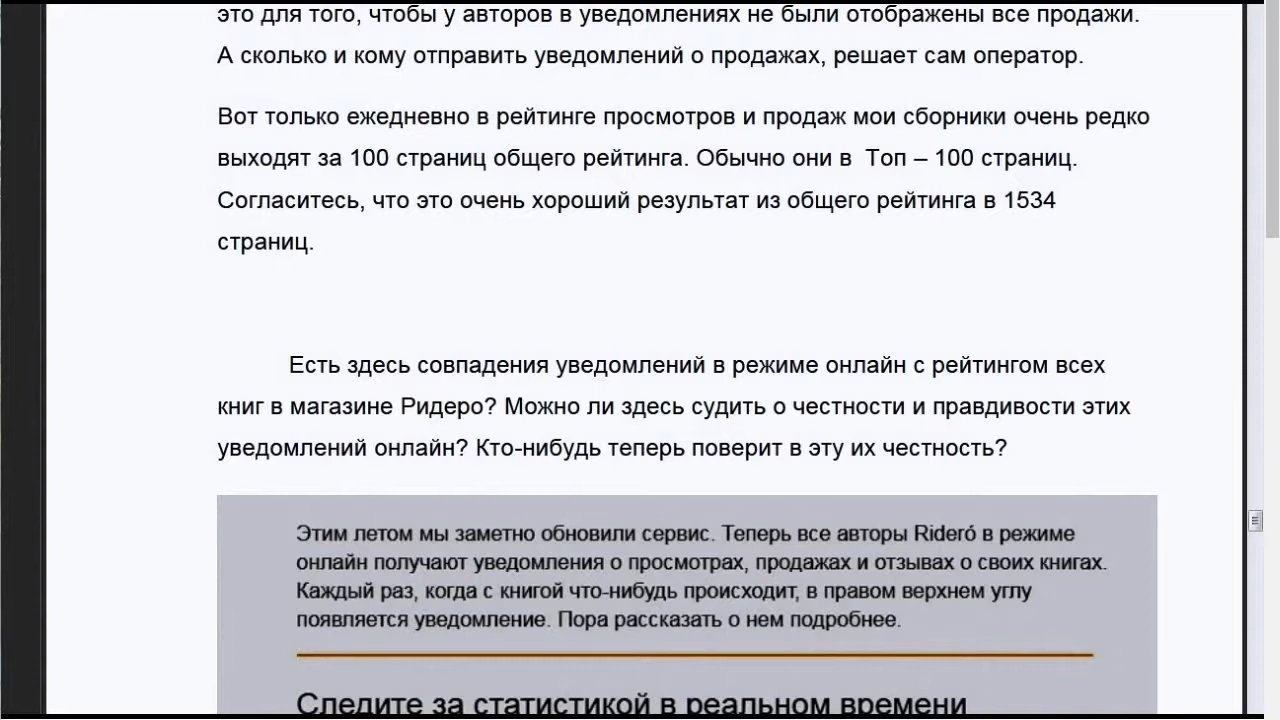 это для того, чтобы у авторов в уведомлениях не были отображены все продажи.
А сколько и кому отправить уведомлений о продажах, решает сам оператор.
Вот только ежедневно в рейтинге просмотров и продаж мои сборники очень редко
выходят за 100 страниц общего рейтинга. Обычно они в  Топ – 100 страниц.
Согласитесь, что это очень хороший результат из общего рейтинга в 1534
страниц.
Есть здесь совпадения уведомлений в режиме онлайн с рейтингом всех
книг в магазине Ридеро? Можно ли здесь судить о честности и правдивости этих
уведомлений онлайн? Кто-нибудь теперь поверит в эту их честность?
Этим летом мы заметно обновили сервис. Теперь все авторы Rideró в режиме
онлайн получают уведомления о просмотрах, продажах и отзывах о своих книгах.
Каждый раз, когда с книгой что-нибудь происходит, в правом верхнем углу
появляется уведомление. Пора рассказать о нем подробнее.
Следите за статистикой в реальном времени